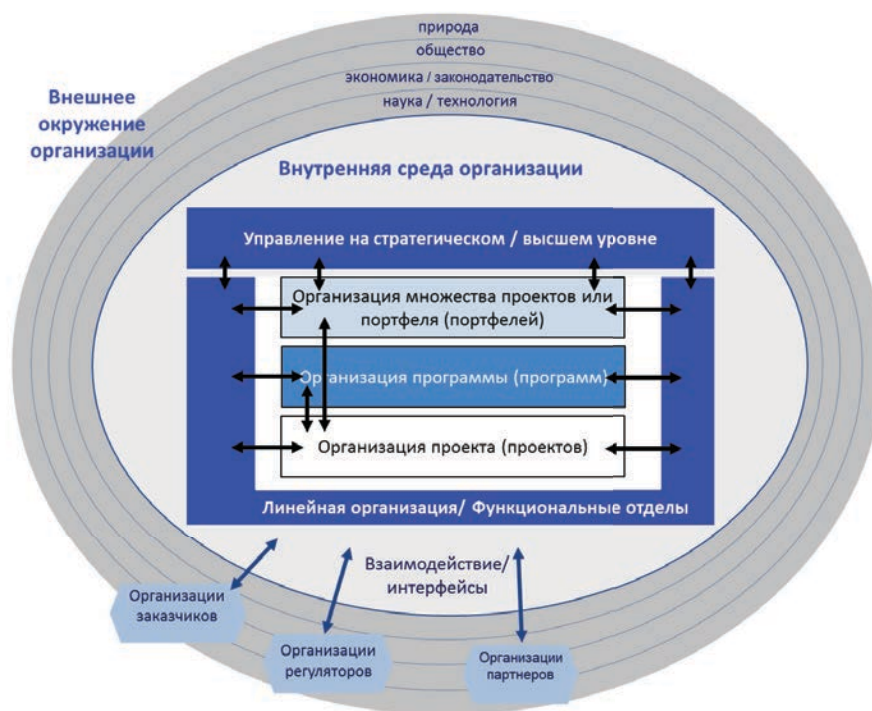 природа
общество
экономика / законодательство
наука / технология
Внешнее
окружение
организации
Внутренняя среда организации
Управление на стратегическом / высшем уровне
Организация множества проектов или
портфеля (портфелей)
Организация программы (программ)
Организация проекта (проектов)
Линейная организация/ Функциональные отделы
Взаимодействие/
интерфейсы
Организации
заказчиков
Организации
регуляторов
Организации
партнеров